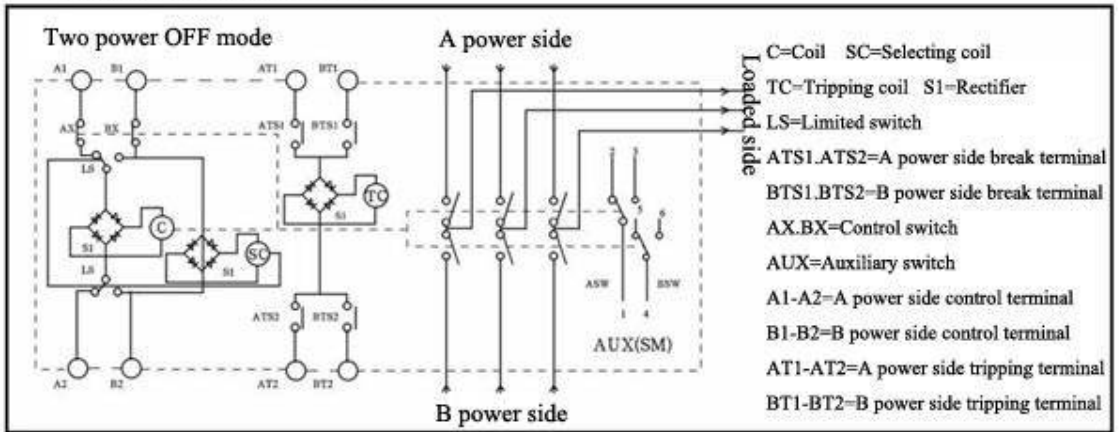 Two power OFF mode
A power side
A1 B1 AT1 BT1
AX BX ATS1 BTS1
LS
TC
S1
C
S1
SC
S1
LS
ATS2 BTS2
A2 B2 AT2 BT2
5 6
ASW BSW
1 4
AUX(SM)
B power side
Loaded side
C=Coil SC=Selecting coil
TC=Tripping coil S1=Rectifier
LS=Limited switch
ATS1.ATS2=A power side break terminal
BTS1.BTS2=B power side break terminal
AX.BX=Control switch
AUX=Auxiliary switch
A1-A2=A power side control terminal
B1-B2=B power side control terminal
AT1-AT2=A power side tripping terminal
BT1-BT2=B power side tripping terminal